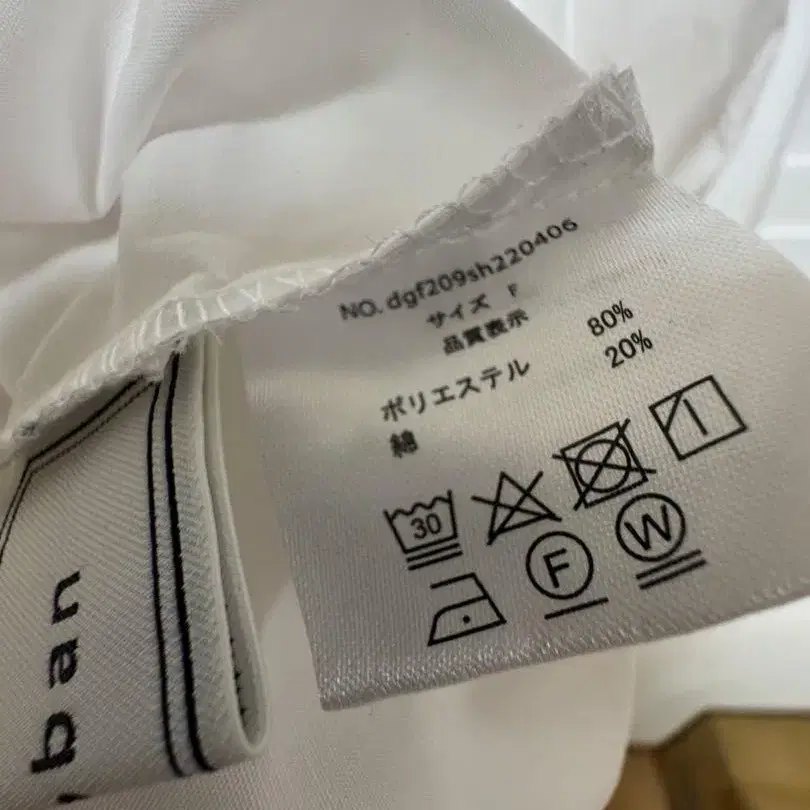 NO. dgf209sh220406
サイズ F
品質表示
ポリエステル 80%
綿 20%
30
F
W